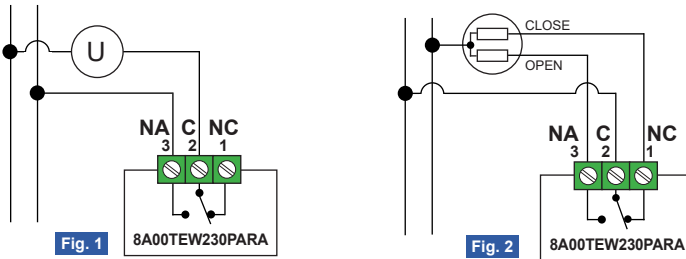 U
NA C NC
3 2 1
Fig. 1
8A00TEW230PARA
CLOSE
OPEN
NA C NC
3 2 1
Fig. 2
8A00TEW230PARA